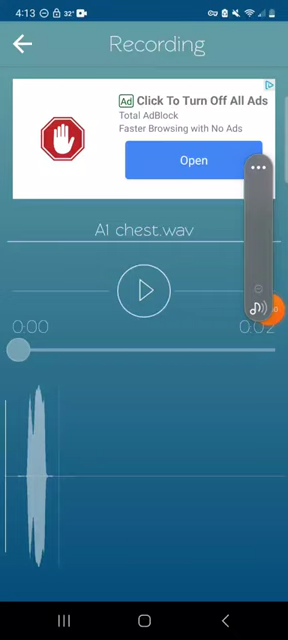 4:13 32°
Recording
Ad Click To Turn Off All Ads
Total AdBlock
Faster Browsing with No Ads
Open
A1 chest.wav
0:00 0:02